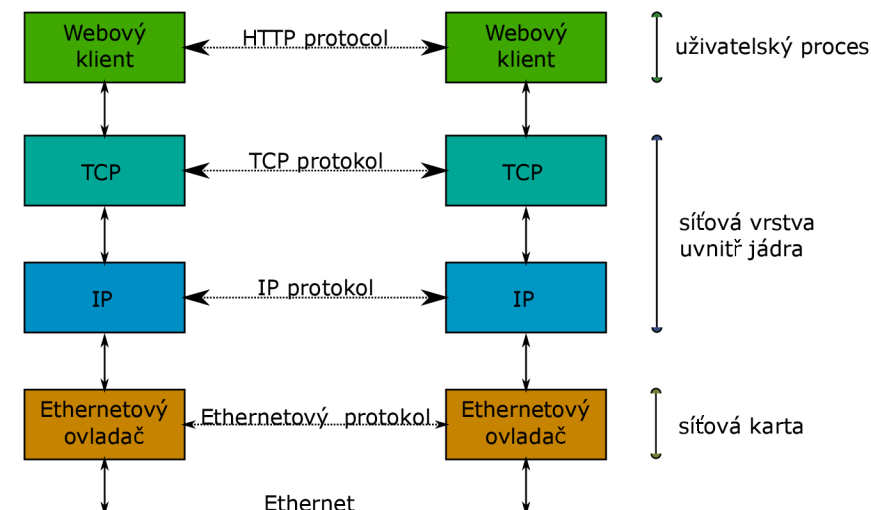 Webový
klient
HTTP protocol
Webový
klient
uživatelský proces
TCP
TCP protokol
TCP
síťová vrstva
uvnitř jádra
IP
IP protokol
IP
Ethernetový
ovladač
Ethernetový protokol
Ethernetový
ovladač
síťová karta
Ethernet